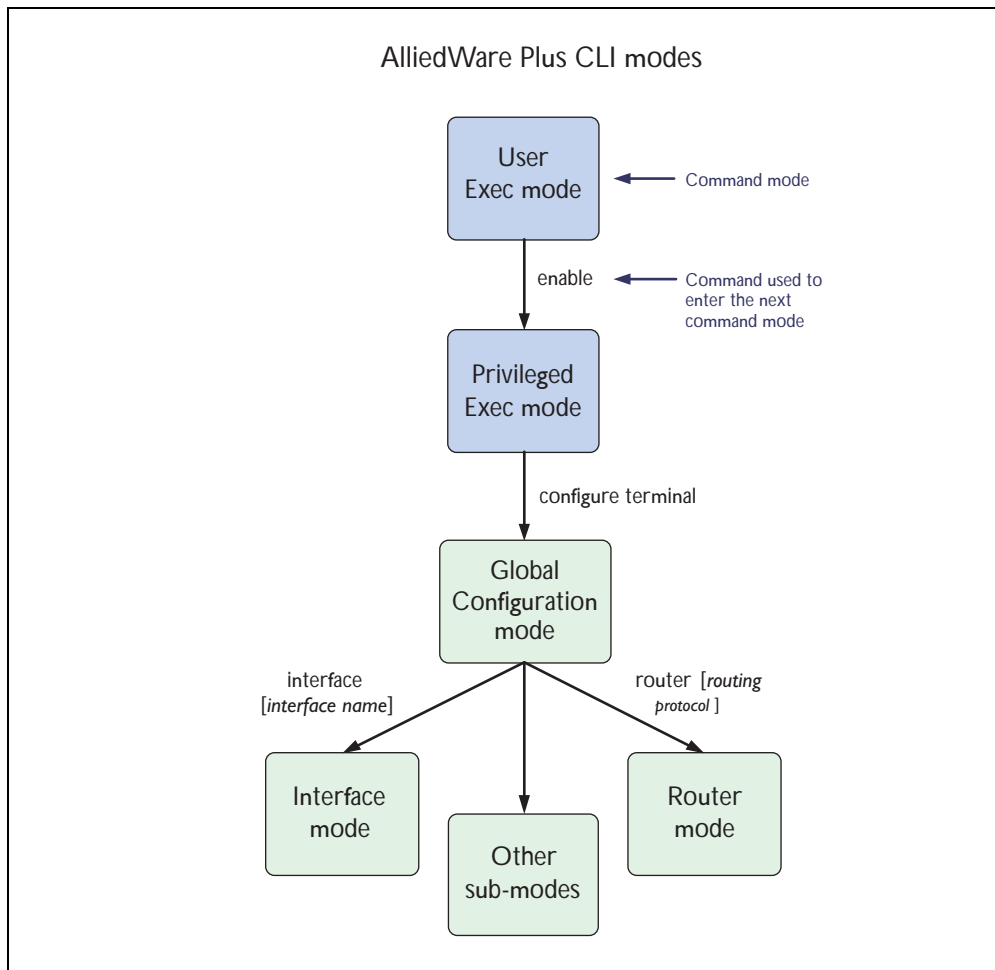 AlliedWare Plus CLI modes
User
Exec mode
Command mode
enable
Command used to
enter the next
command mode
Privileged
Exec mode
configure terminal
Global
Configuration
mode
interface
[interface name]
router [routing
protocol ]
Interface
mode
Other
sub-modes
Router
mode